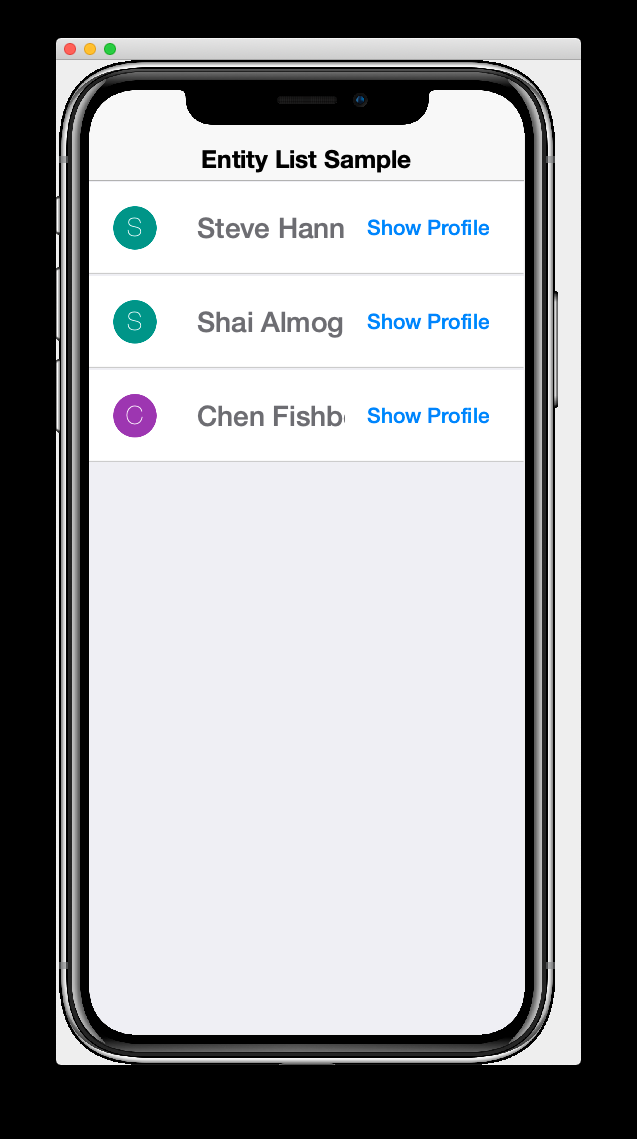 Entity List Sample
S Steve Hann Show Profile
S Shai Almog Show Profile
C Chen Fishb Show Profile